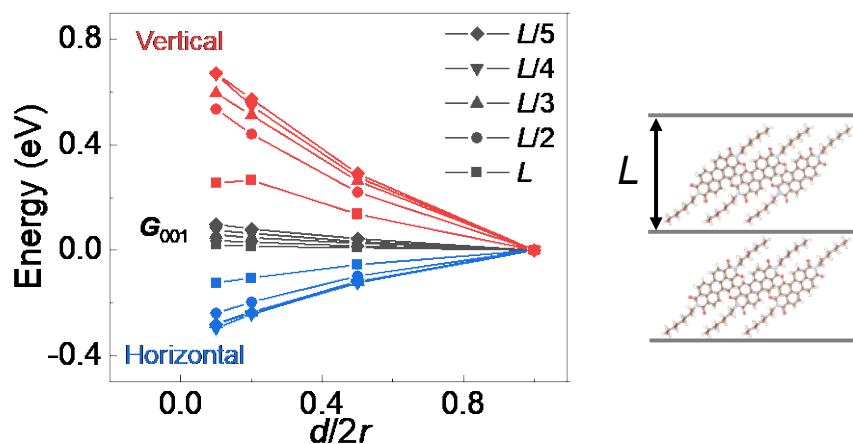 Vertical
L/5
L/4
L/3
L/2
L
G001
Horizontal
Energy (eV)
0.8
0.4
0.0
-0.4
0.0
0.4
0.8
d/2r
L